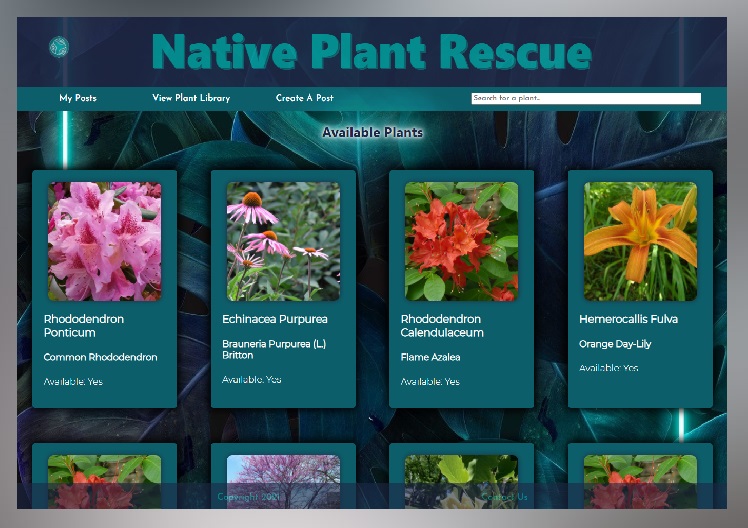 Native Plant Rescue
My Posts
View Plant Library
Create A Post
Search for a plant..
Available Plants
Rhododendron
Ponticum
Common Rhododendron
Available: Yes
Echinacea Purpurea
Brauneria Purpurea (L.)
Britton
Available: Yes
Rhododendron
Calendulaceum
Flame Azalea
Available: Yes
Hemerocallis Fulva
Orange Day-Lily
Available: Yes
Copyright 2021
Contact Us